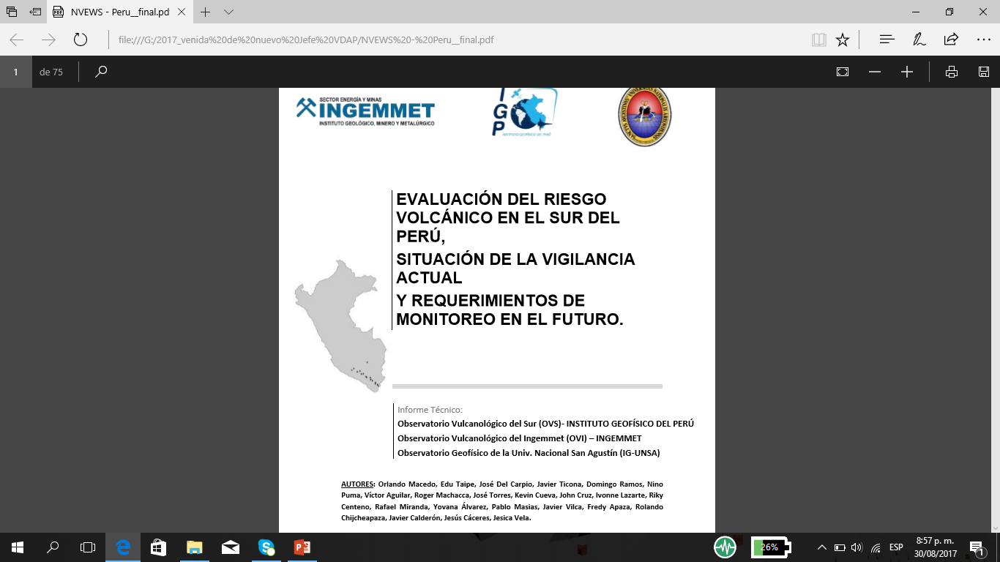 NVEWS - Peru__final.pd
file:///G:/2017_venida%20de%20nuevo%20Jefe%20VDAP/NVEWS%20-%20Peru__final.pdf
1 de 75
SECTOR ENERGÍA Y MINAS
INGEMMET
INSTITUTO GEOLÓGICO, MINERO Y METALÚRGICO
IGP
INSTITUTO GEOFISICO DEL PERU
EVALUACIÓN DEL RIESGO
VOLCÁNICO EN EL SUR DEL
PERÚ,
SITUACIÓN DE LA VIGILANCIA
ACTUAL
Y REQUERIMIENTOS DE
MONITOREO EN EL FUTURO.
Informe Técnico:
Observatorio Vulcanológico del Sur (OVS)- INSTITUTO GEOFÍSICO DEL PERÚ
Observatorio Vulcanológico del Ingemmet (OVI) – INGEMMET
Observatorio Geofísico de la Univ. Nacional San Agustín (IG-UNSA)
AUTORES: Orlando Macedo, Edu Taipe, José Del Carpio, Javier Ticona, Domingo Ramos, Nino
Puma, Víctor Aguilar, Roger Machacca, José Torres, Kevin Cueva, John Cruz, Ivonne Lazarte, Riky
Centeno, Rafael Miranda, Yovana Álvarez, Pablo Masias, Javier Vilca, Fredy Apaza, Rolando
Chijcheapaza, Javier Calderón, Jesús Cáceres, Jesica Vela.
26%
ESP
8:57 p. m.
30/08/2017
1